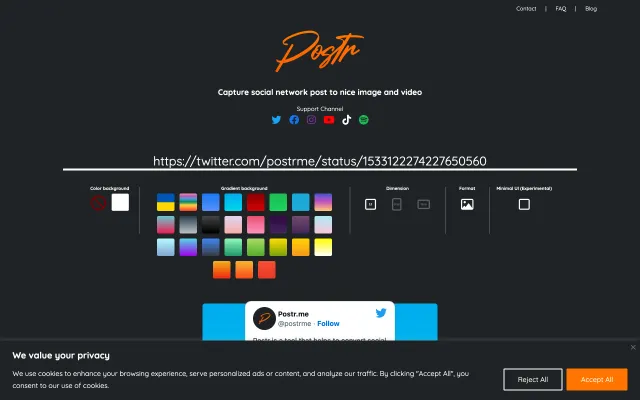 Contact | FAQ | Blog
Postr
Capture social network post to nice image and video
Support Channel
https://twitter.com/postrme/status/1533122274227650560
Color background
Gradient background
Dimension
Format
Minimal UI (Experimental)
Postr.me
@postrme · Follow
Postr is a tool that helps to convert social
We value your privacy
We use cookies to enhance your browsing experience, serve personalized ads or content, and analyze our traffic. By clicking "Accept All", you
consent to our use of cookies.
Reject All
Accept All